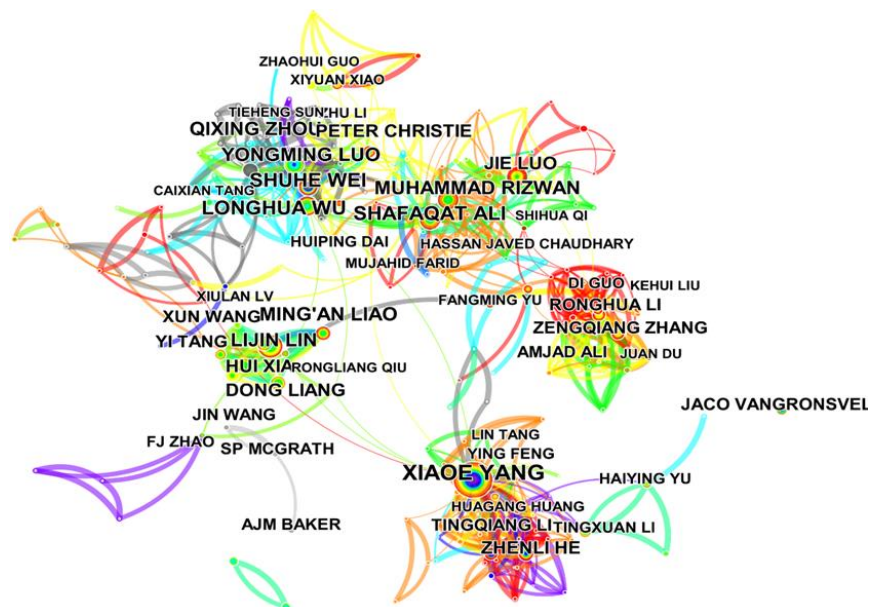 ZHAOHUI GUO
XIYUAN XIAO
TIEHENG SUN
HU LI
QIXING ZHOU
PETER CHRISTIE
YONGMING LUO
JIE LUO
SHUHE WEI
MUHAMMAD RIZWAN
CAIXIAN TANG
LONGHUA WU
SHAFAQAT ALI
SHIHUA QI
HUIPING DAI
HASSAN JAVED CHAUDHARY
MUJAHID FARID
DI GUO
KEHUI LIU
XIULAN LV
FANGMING YU
RONGHUA LI
XUN WANG
MING'AN LIAO
ZENGQIANG ZHANG
YI TANG
LIJIN LIN
AMJAD ALI
JUAN DU
HUI XIA
RONGLIANG QIU
DONG LIANG
JACO VANGRONSVEL
JIN WANG
LIN TANG
FJ ZHAO
SP MCGRATH
YING FENG
XIAOE YANG
HAIYING YU
HUAGANG HUANG
AJM BAKER
TINGQIANG LI
TINGXUAN LI
ZHENLI HE